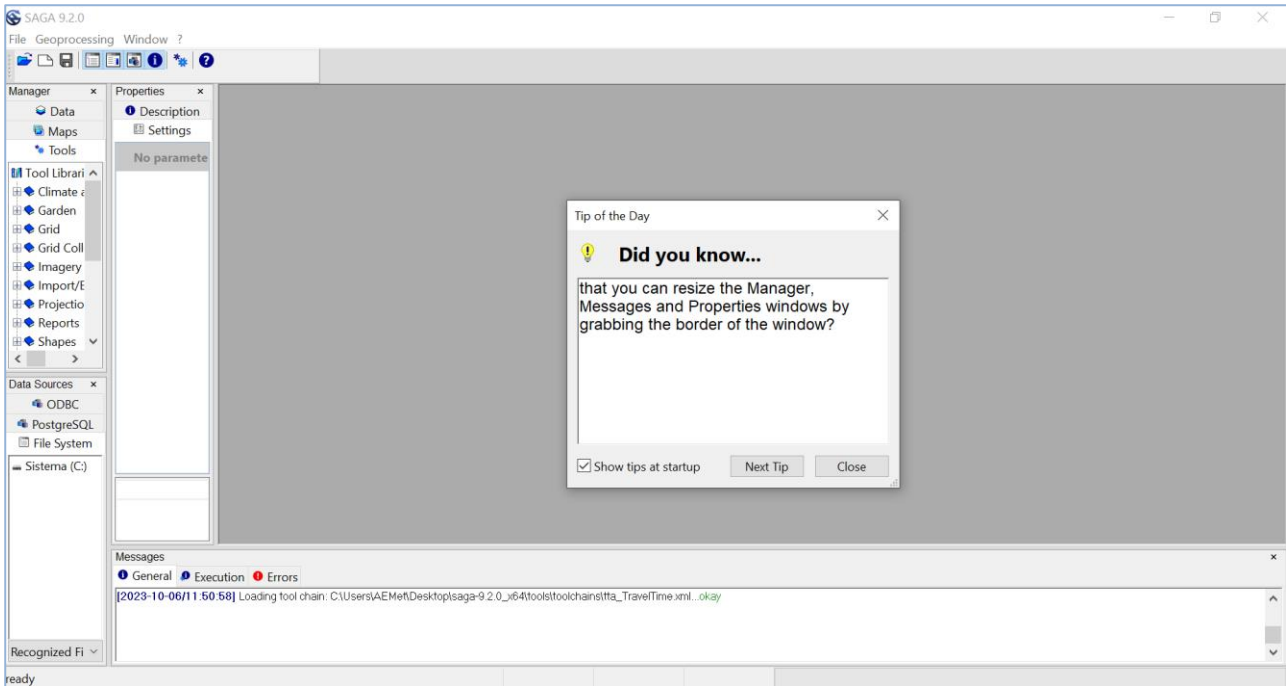 SAGA 9.2.0
File Geoprocessing Window ?
Manager
Data
Maps
Tools
Tool Librari
Climate a
Garden
Grid
Grid Coll
Imagery
Import/E
Projectio
Reports
Shapes
Properties
Description
Settings
No paramete
Tip of the Day
Did you know...
that you can resize the Manager,
Messages and Properties windows by
grabbing the border of the window?
Show tips at startup Next Tip Close
Data Sources
ODBC
PostgreSQL
File System
Sistema (C:)
Recognized Fi
Messages
General Execution Errors
[2023-10-06/11:50:58] Loading tool chain: C:\Users\AEMet\Desktop\saga-9.2.0_x64\tools\toolchains\tta_TravelTime.xml...okay
ready